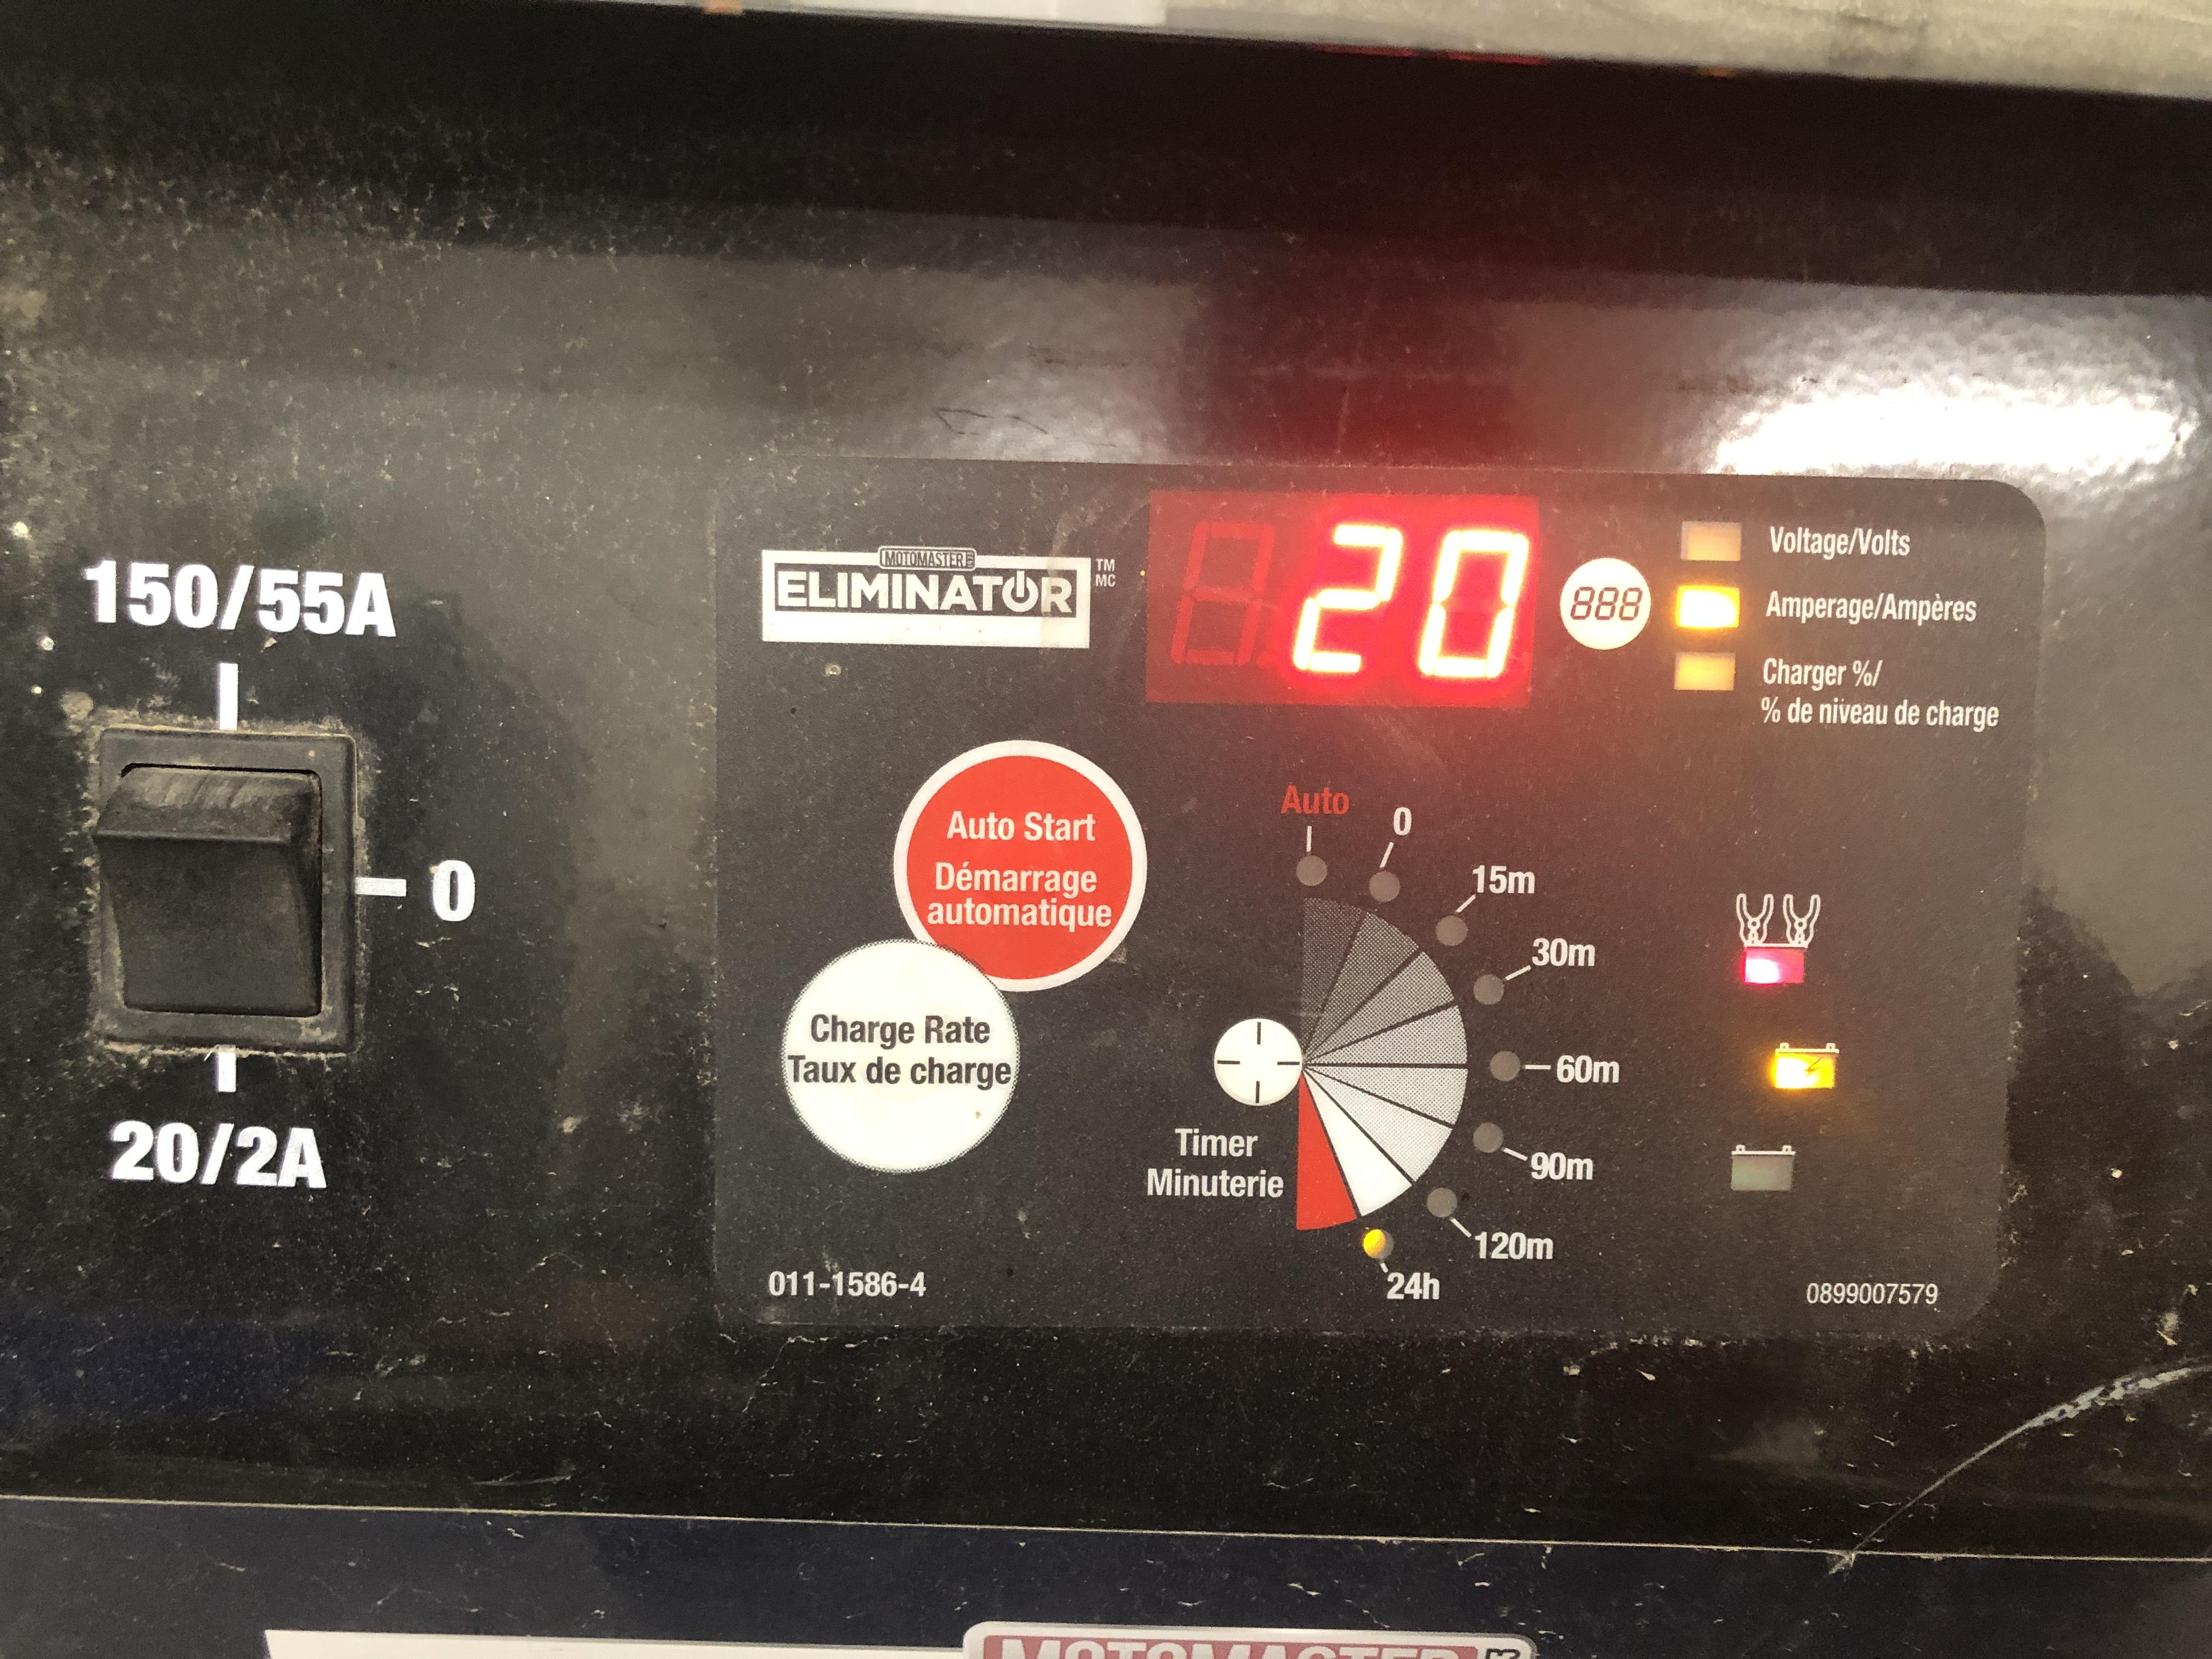 150/55A
0
20/2A
MOTOMASTER
ELIMINATOR
TM
MC
20
888
Voltage/Volts
Amperage/Ampères
Charger %/
% de niveau de charge
Auto Start
Démarrage
automatique
Charge Rate
Taux de charge
Auto
0
15m
30m
60m
90m
120m
24h
Timer
Minuterie
011-1586-4
0899007579
MOTOMASTER